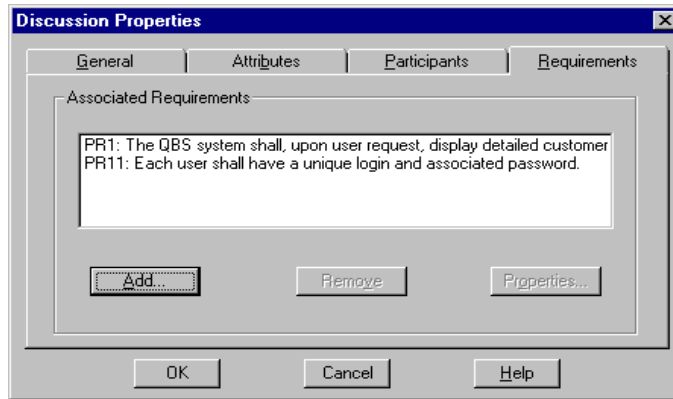 Discussion Properties
General Attributes Participants Requirements
Associated Requirements
PR1: The QBS system shall, upon user request, display detailed customer
PR11: Each user shall have a unique login and associated password.
Add... Remove Properties...
OK Cancel Help